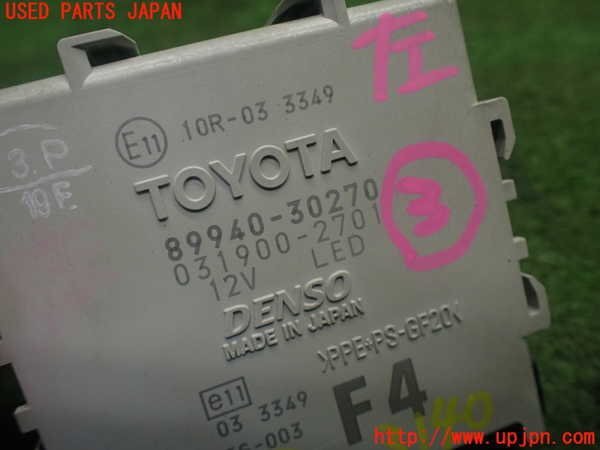 USED PARTS JAPAN
左
E11
10R-03 3349
3.P
TOYOTA
89940-30270
3
031900-2701
12V LED
DENSO
MADE IN JAPAN
>PPE+PS-GF20<
e11
03 3349
F4
http://www.upjpn.com/